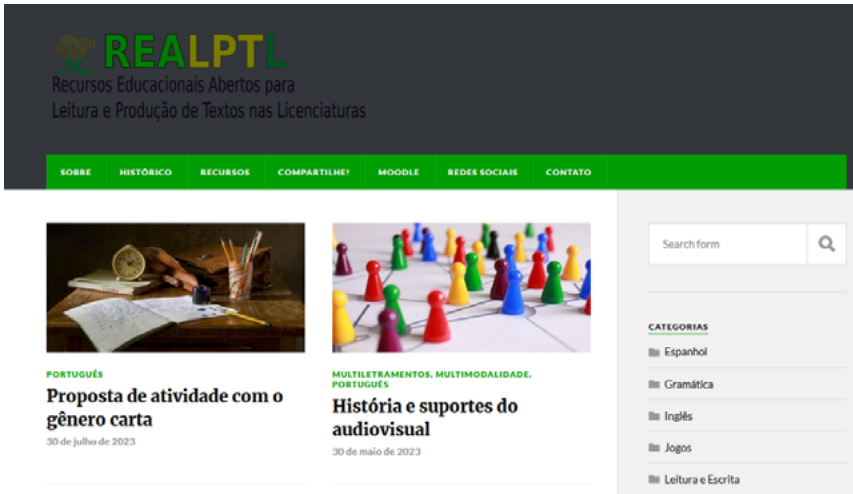 REALPTL
Recursos Educacionais Abertos para
Leitura e Produção de Textos nas Licenciaturas
SOBRE HISTÓRICO RECURSOS COMPARTILHE! MOODLE REDES SOCIAIS CONTATO
PORTUGUÊS
Proposta de atividade com o
gênero carta
30 de julho de 2023
MULTILETRAMENTOS, MULTIMODALIDADE,
PORTUGUÊS
História e suportes do
audiovisual
30 de maio de 2023
Search form
CATEGORIAS
Espanhol
Gramática
Inglês
Jogos
Leitura e Escrita